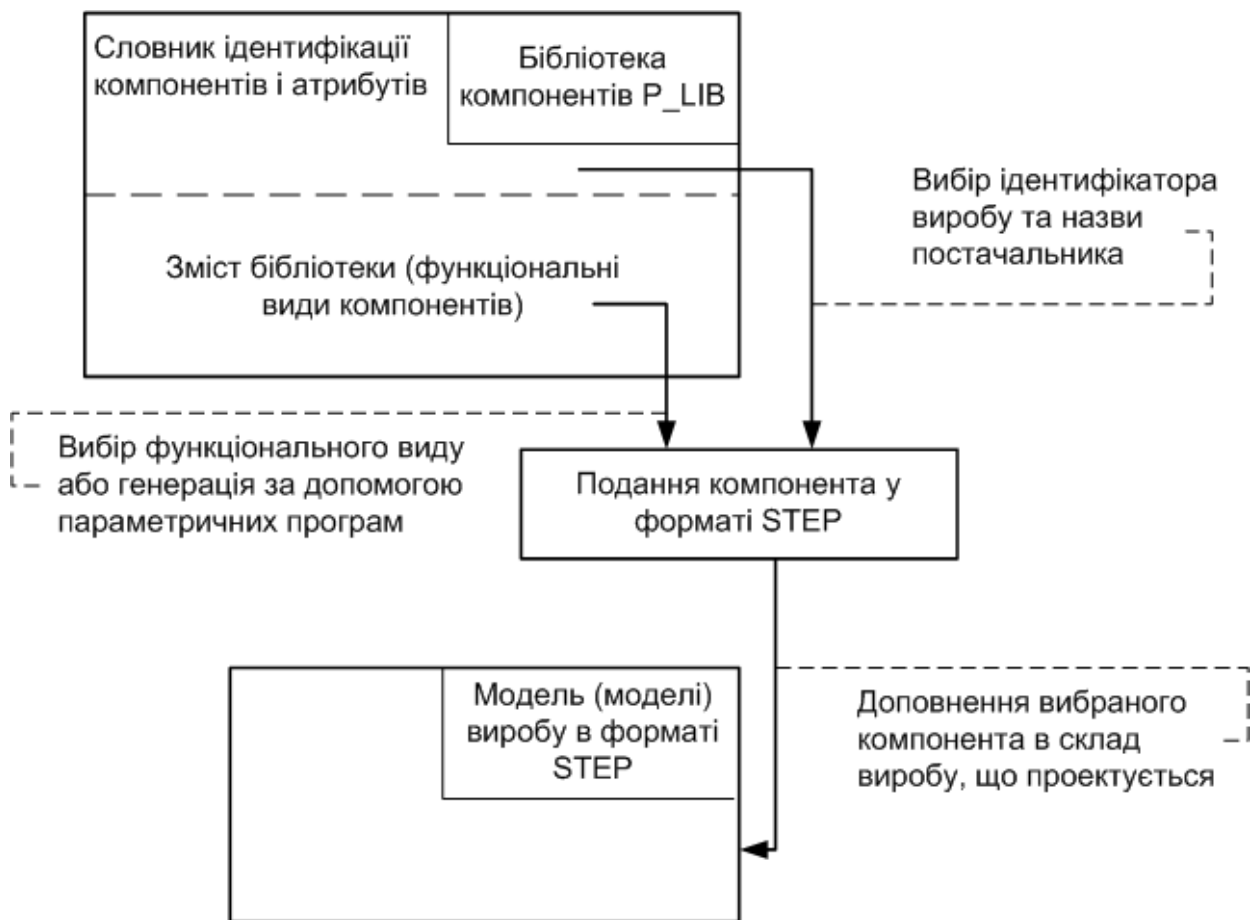 Словник ідентифікації
компонентів і атрибутів
Бібліотека
компонентів P_LIB
Вибір ідентифікатора
виробу та назви
постачальника
Зміст бібліотеки (функціональні
види компонентів)
Вибір функціонального виду
або генерація за допомогою
параметричних програм
Подання компонента у
форматі STEP
Модель (моделі)
виробу в форматі
STEP
Доповнення вибраного
компонента в склад
виробу, що проектується